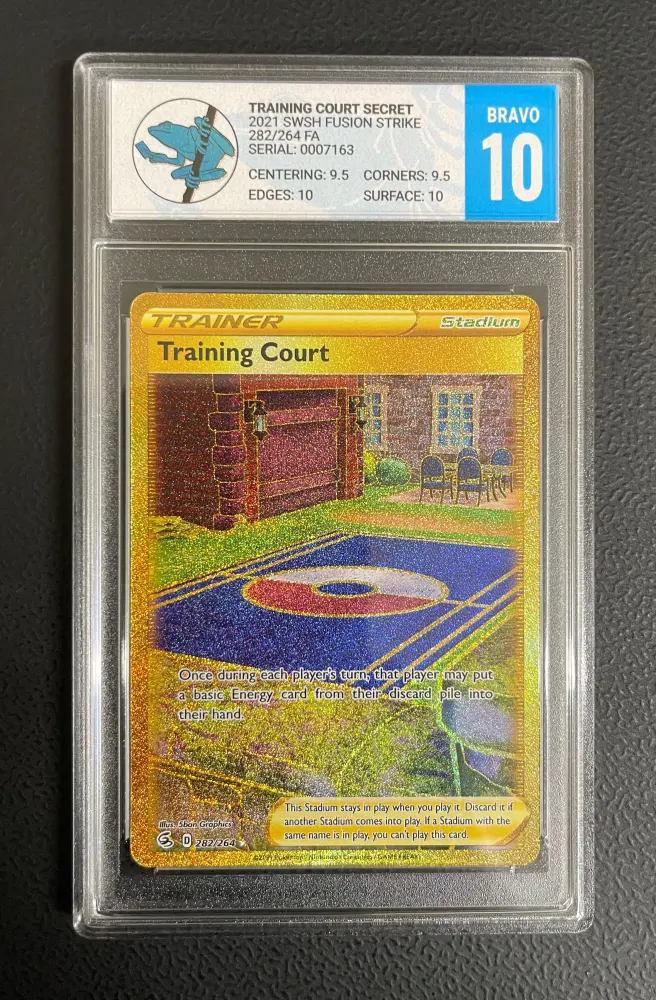 TRAINING COURT SECRET
2021 SWSH FUSION STRIKE
282/264 FA
SERIAL: 0007163
CENTERING: 9.5 CORNERS: 9.5
EDGES: 10 SURFACE: 10
BRAVO
10
TRAINER Stadium
Training Court
Once during each player's turn, that player may put
a basic Energy card from their discard pile into
their hand.
This Stadium stays in play when you play it. Discard it if
another Stadium comes into play. If a Stadium with the
same name is in play, you can't play this card.
Illus. 5ban Graphics
D 282/264